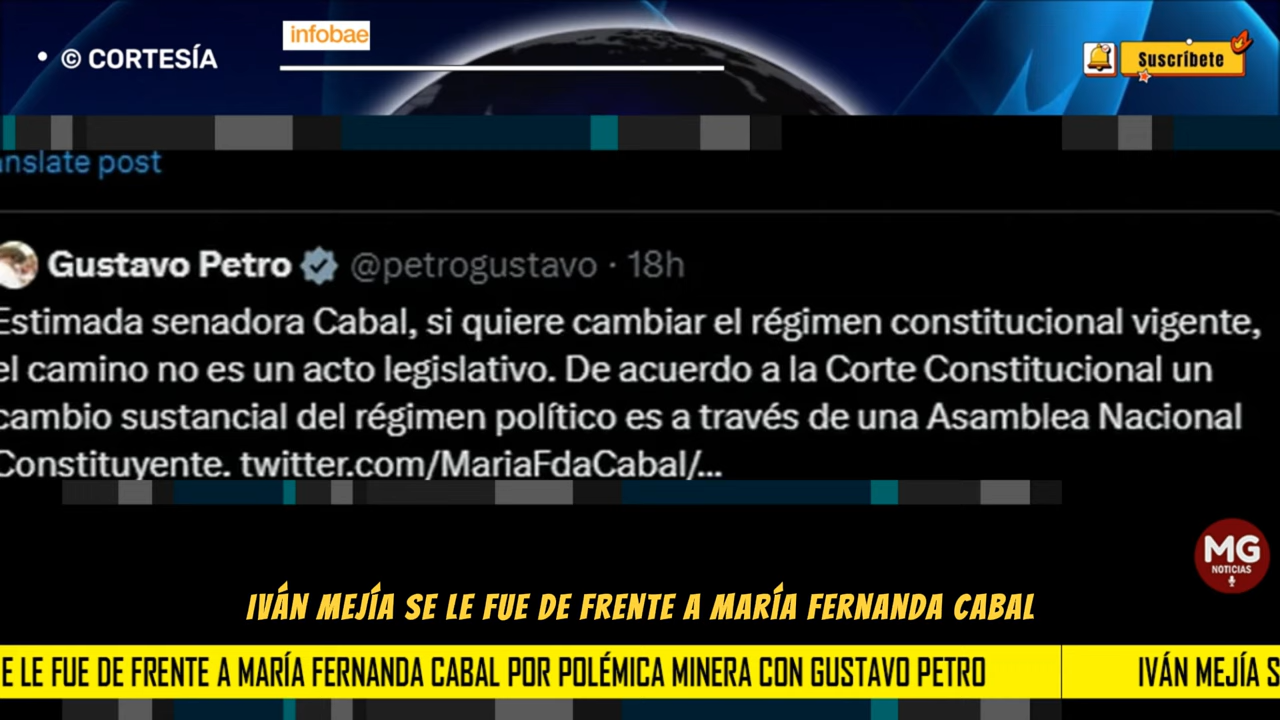 infobae
• © CORTESÍA
Suscríbete
anslate post
Gustavo Petro @petrogustavo · 18h
Estimada senadora Cabal, si quiere cambiar el régimen constitucional vigente,
el camino no es un acto legislativo. De acuerdo a la Corte Constitucional un
cambio sustancial del régimen político es a través de una Asamblea Nacional
Constituyente. twitter.com/MariaFdaCabal/...
MG
NOTICIAS
IVÁN MEJÍA SE LE FUE DE FRENTE A MARÍA FERNANDA CABAL
E LE FUE DE FRENTE A MARÍA FERNANDA CABAL POR POLÉMICA MINERA CON GUSTAVO PETRO IVÁN MEJÍA S